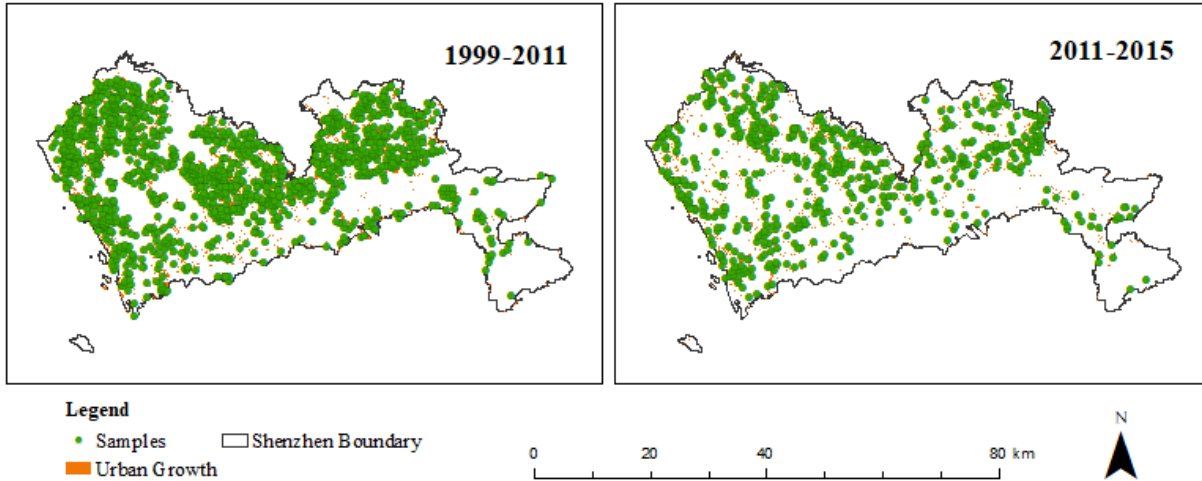 1999-2011
2011-2015
Legend
Samples
Shenzhen Boundary
Urban Growth
0 20 40 80 km
N